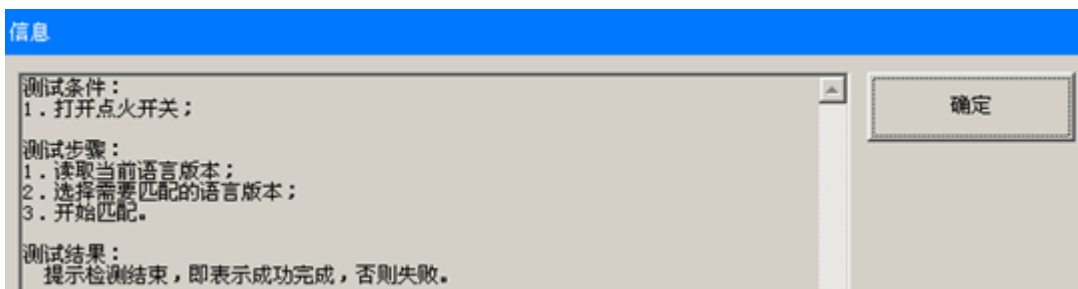 信息
测试条件：
1．打开点火开关；
确定
测试步骤：
1．读取当前语言版本；
2．选择需要匹配的语言版本；
3．开始匹配。
测试结果：
提示检测结束，即表示成功完成，否则失败。